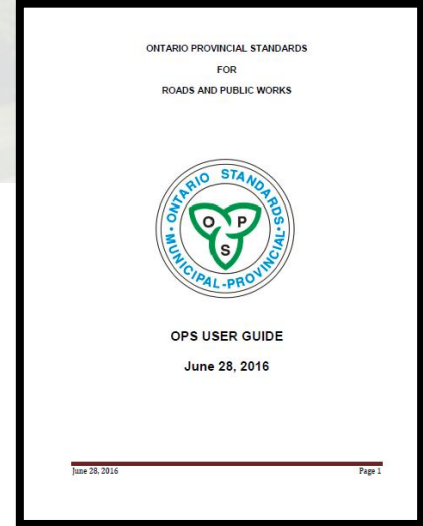 ONTARIO PROVINCIAL STANDARDS
FOR
ROADS AND PUBLIC WORKS
ONTARIO STANDARDS
MUNICIPAL-PROVINCIAL
O P
S
OPS USER GUIDE
June 28, 2016
June 28, 2016 Page 1